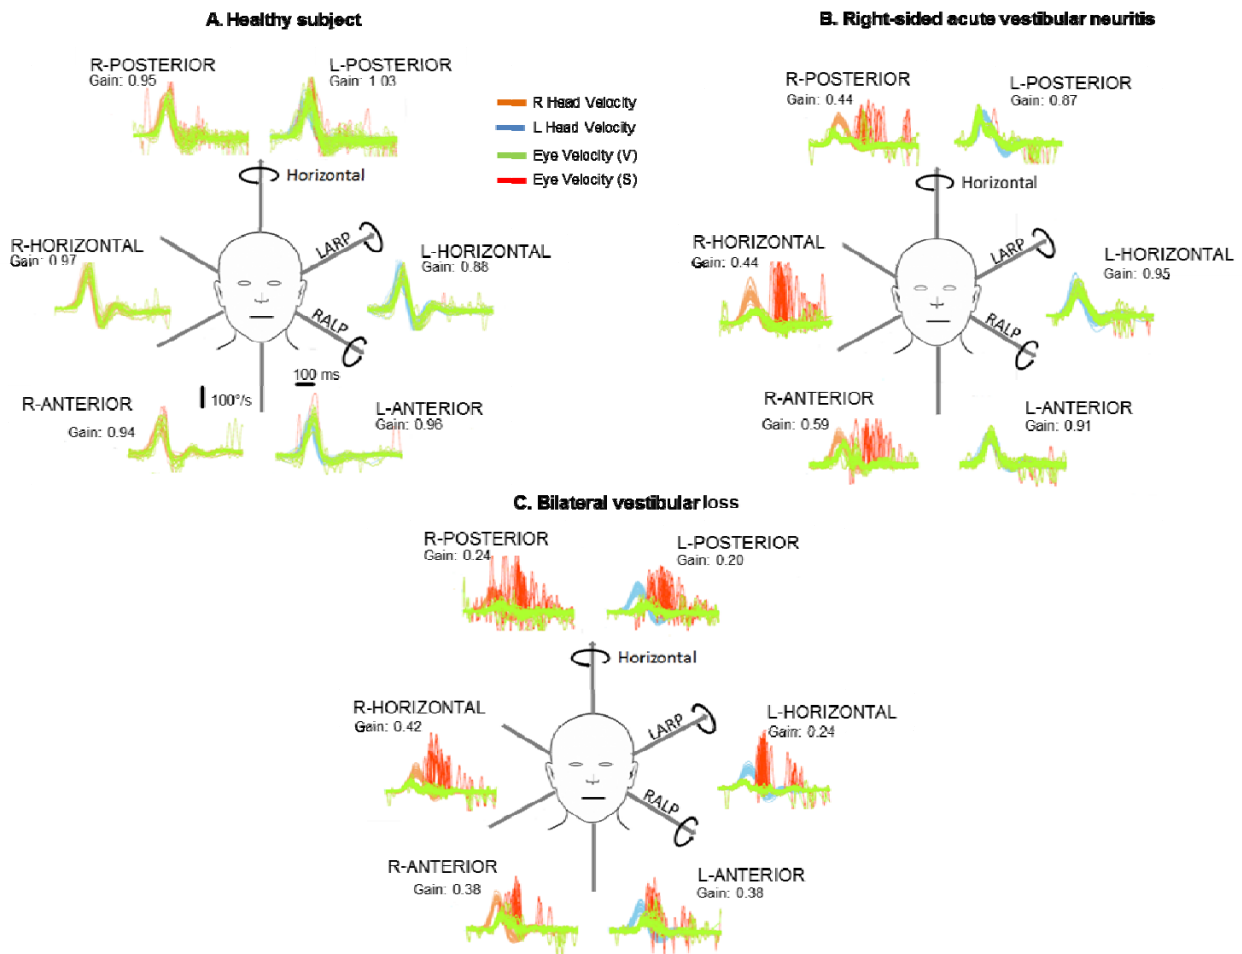 A. Healthy subject
R-POSTERIOR
Gain: 0.95
L-POSTERIOR
Gain: 1.03
R Head Velocity
L Head Velocity
Eye Velocity (V)
Eye Velocity (S)
Horizontal
R-HORIZONTAL
Gain: 0.97
LARP
L-HORIZONTAL
Gain: 0.88
RALP
100 ms
100°/s
R-ANTERIOR
Gain: 0.94
L-ANTERIOR
Gain: 0.96
B. Right-sided acute vestibular neuritis
R-POSTERIOR
Gain: 0.44
L-POSTERIOR
Gain: 0.87
Horizontal
R-HORIZONTAL
Gain: 0.44
LARP
L-HORIZONTAL
Gain: 0.95
RALP
R-ANTERIOR
Gain: 0.59
L-ANTERIOR
Gain: 0.91
C. Bilateral vestibular loss
R-POSTERIOR
Gain: 0.24
L-POSTERIOR
Gain: 0.20
Horizontal
R-HORIZONTAL
Gain: 0.42
LARP
L-HORIZONTAL
Gain: 0.24
RALP
R-ANTERIOR
Gain: 0.38
L-ANTERIOR
Gain: 0.38